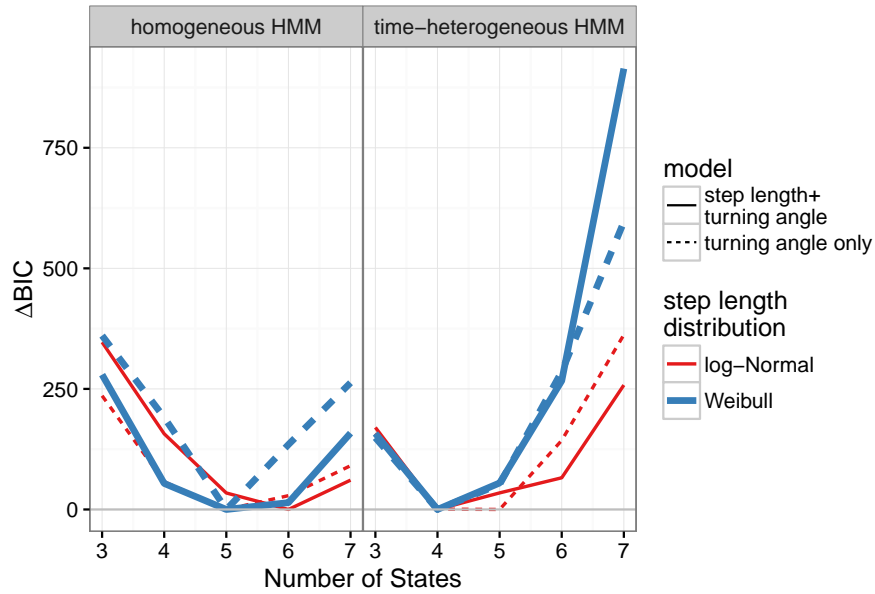 homogeneous HMM
time−heterogeneous HMM
750
500
250
0
ΔBIC
3 4 5 6 7
3 4 5 6 7
Number of States
model
step length+
turning angle
turning angle only
step length
distribution
log−Normal
Weibull